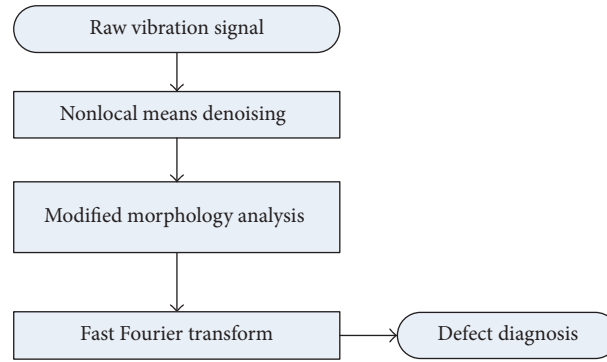 Raw vibration signal
Nonlocal means denoising
Modified morphology analysis
Fast Fourier transform
Defect diagnosis